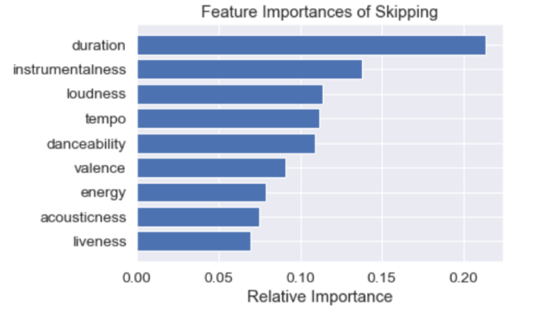 Feature Importances of Skipping
duration
instrumentalness
loudness
tempo
danceability
valence
energy
acousticness
liveness
0.00 0.05 0.10 0.15 0.20
Relative Importance